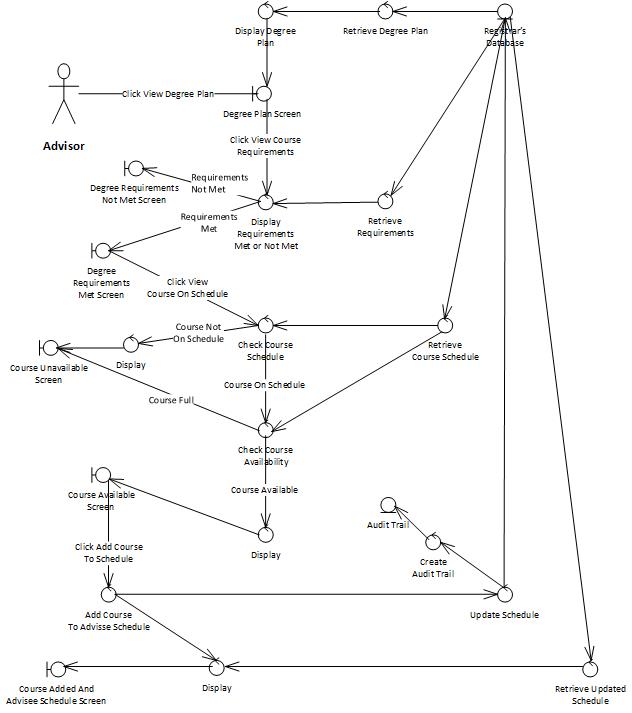 Display Degree
Plan
Retrieve Degree Plan
Registrar's
Database
Click View Degree Plan
Degree Plan Screen
Advisor
Click View Course
Requirements
Requirements
Not Met
Degree Requirements
Not Met Screen
Requirements
Met
Display
Requirements
Met or Not Met
Retrieve
Requirements
Degree
Requirements
Met Screen
Click View
Course On Schedule
Course Not
On Schedule
Check Course
Schedule
Retrieve
Course Schedule
Display
Course Unavailable
Screen
Course On Schedule
Course Full
Check Course
Availability
Course Available
Course Available
Screen
Audit Trail
Click Add Course
To Schedule
Display
Create
Audit Trail
Add Course
To Advisse Schedule
Update Schedule
Course Added And
Advisee Schedule Screen
Display
Retrieve Updated
Schedule